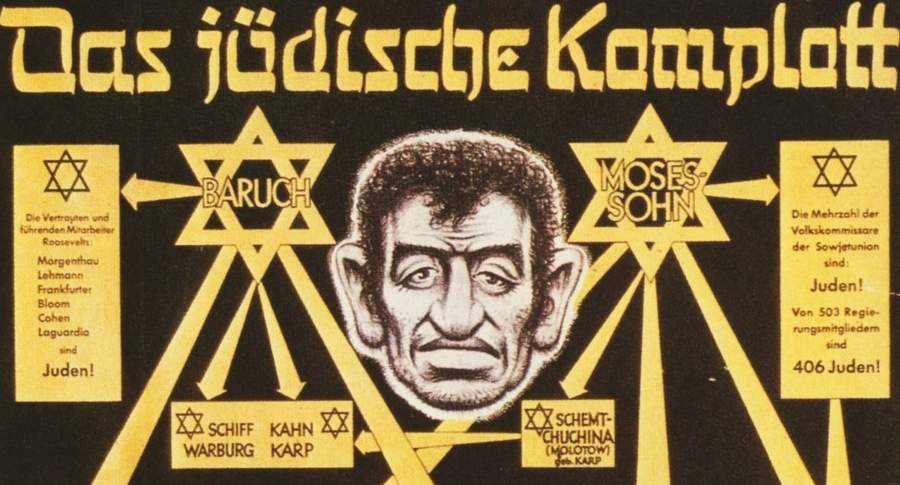 Das jüdische Komplott
BARUCH
MOSES-
SOHN
Die Vertrauten und
führenden Mitarbeiter
Roosevelts:
Morgenthau
Lehmann
Frankfurter
Bloom
Cohen
Laguardia
sind
Juden!
Die Mehrzahl der
Volkskommissare
der Sowjetunion
sind:
Juden!
Von 503 Regie-
rungsmitgliedern
sind
406 Juden!
SCHIFF KAHN
WARBURG KARP
SCHEMT-
CHUCHINA
(MOLOTOW)
geb. KARP